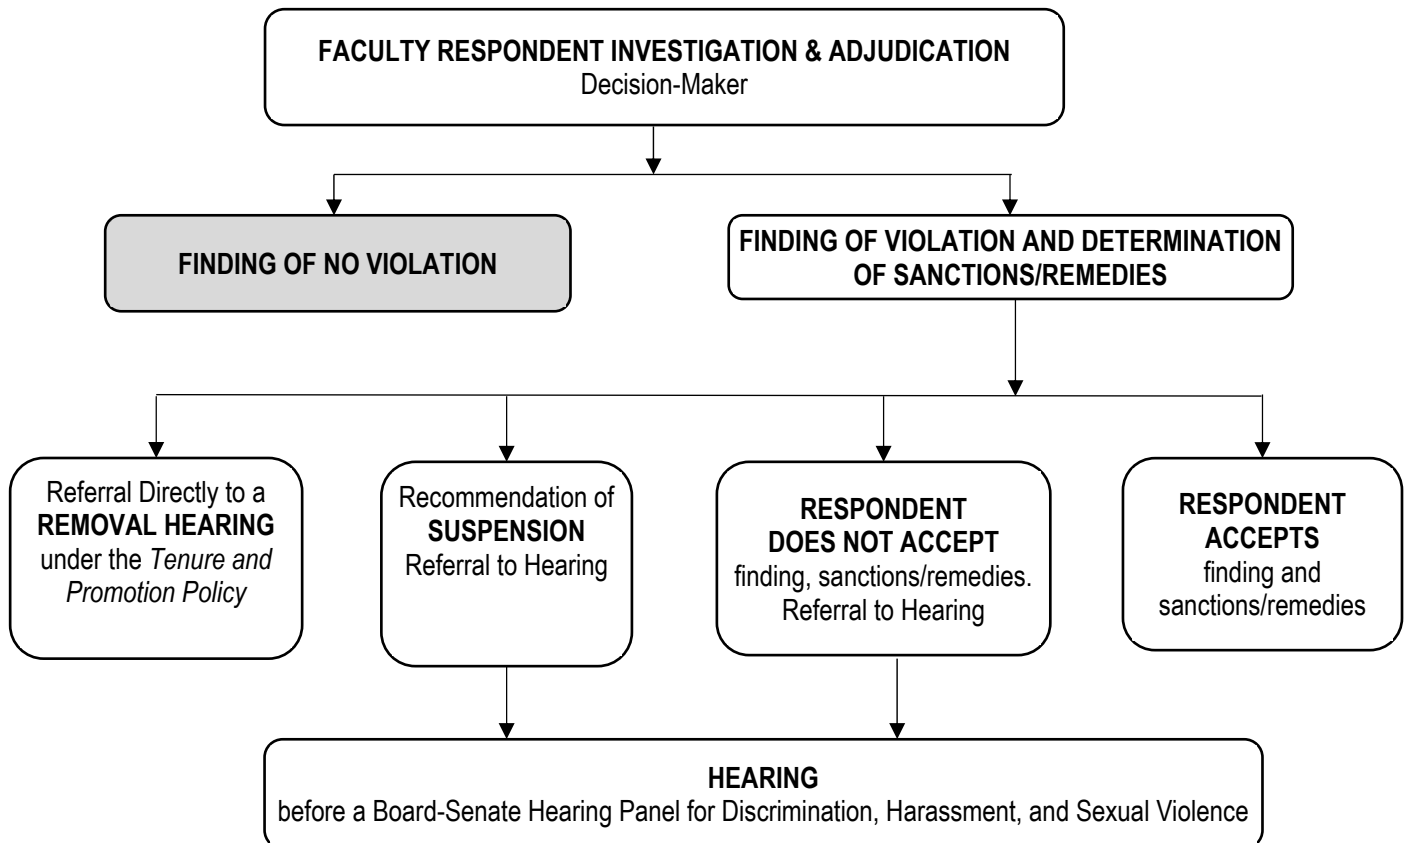 FACULTY RESPONDENT INVESTIGATION & ADJUDICATION
Decision-Maker
FINDING OF NO VIOLATION
FINDING OF VIOLATION AND DETERMINATION
OF SANCTIONS/REMEDIES
Referral Directly to a
REMOVAL HEARING
under the Tenure and
Promotion Policy
Recommendation of
SUSPENSION
Referral to Hearing
RESPONDENT
DOES NOT ACCEPT
finding, sanctions/remedies.
Referral to Hearing
RESPONDENT
ACCEPTS
finding and
sanctions/remedies
HEARING
before a Board-Senate Hearing Panel for Discrimination, Harassment, and Sexual Violence